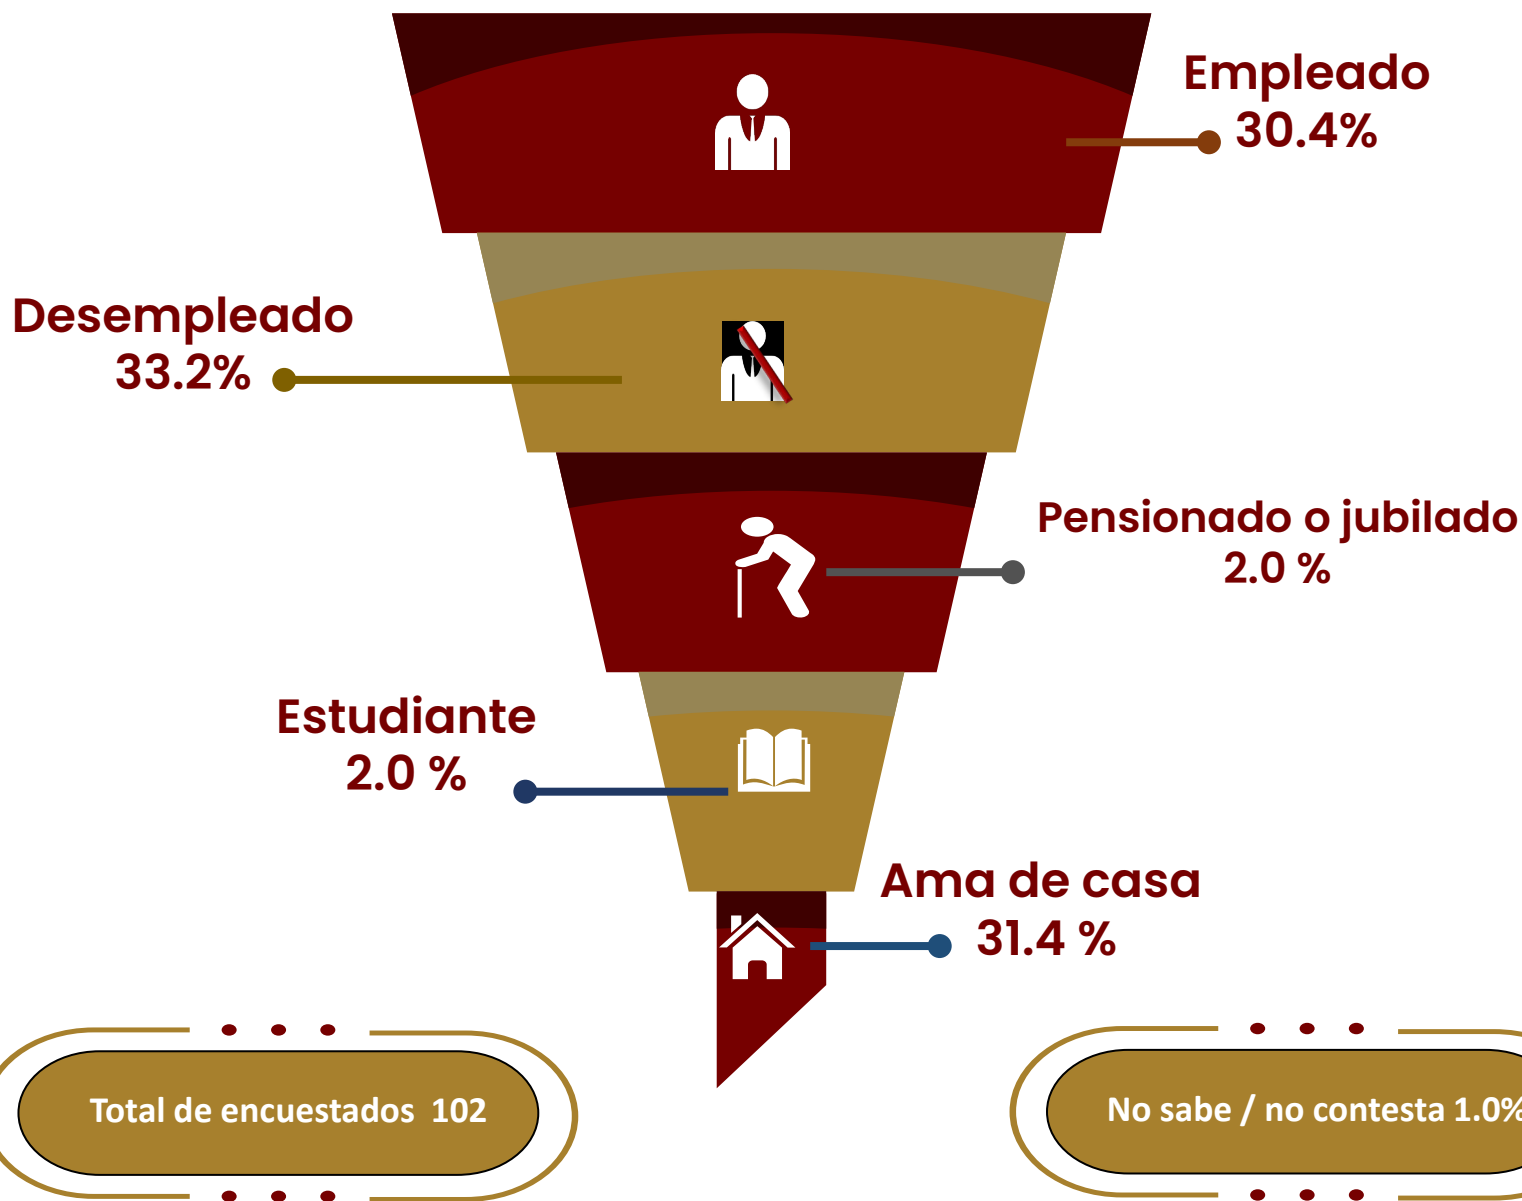 Empleado
30.4%
Desempleado
33.2%
Pensionado o jubilado
2.0 %
Estudiante
2.0 %
Ama de casa
31.4 %
Total de encuestados 102
No sabe / no contesta 1.0%